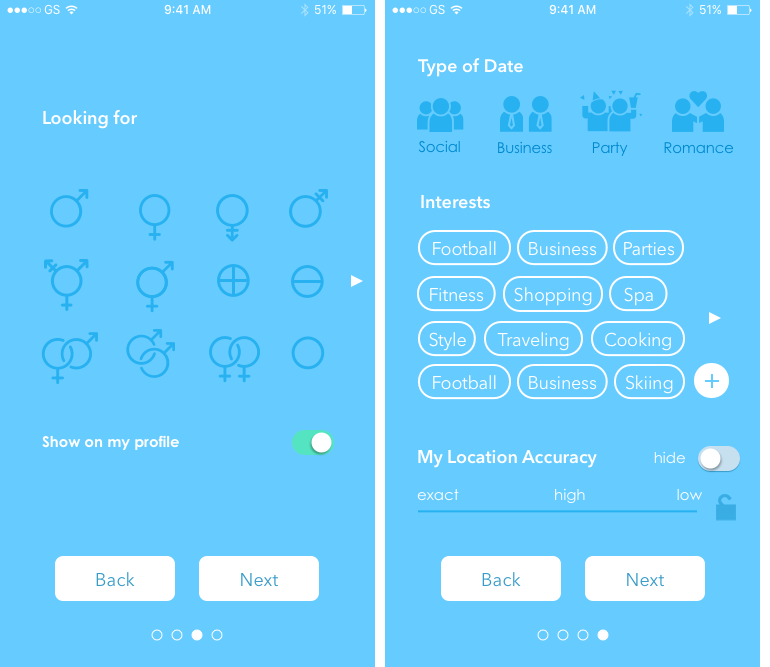 GS 9:41 AM 51%
Looking for
Show on my profile
Back Next
GS 9:41 AM 51%
Type of Date
Social Business Party Romance
Interests
Football Business Parties
Fitness Shopping Spa
Style Traveling Cooking
Football Business Skiing +
My Location Accuracy hide
exact high low
Back Next